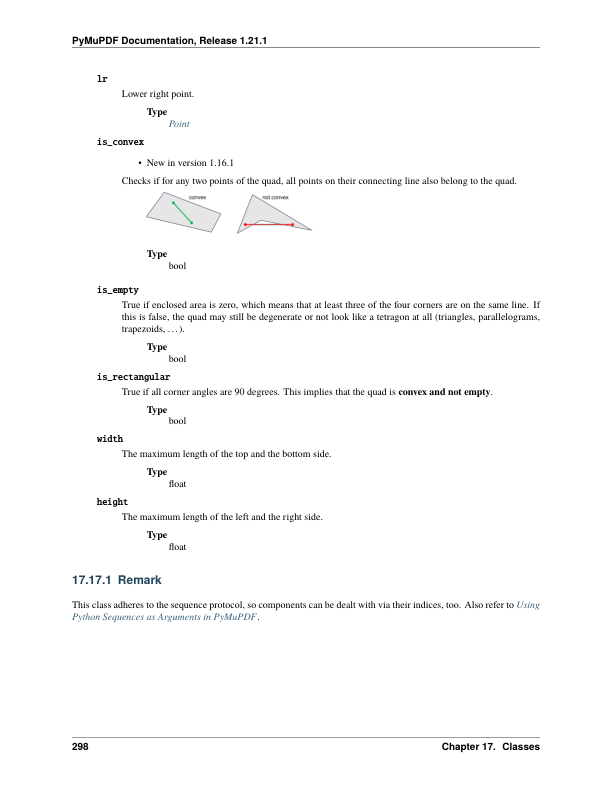 PyMuPDF Documentation, Release 1.21.1
lr
Lower right point.
Type
Point
is_convex
• New in version 1.16.1
Checks if for any two points of the quad, all points on their connecting line also belong to the quad.
convex
not convex
Type
bool
is_empty
True if enclosed area is zero, which means that at least three of the four corners are on the same line. If
this is false, the quad may still be degenerate or not look like a tetragon at all (triangles, parallelograms,
trapezoids, …).
Type
bool
is_rectangular
True if all corner angles are 90 degrees. This implies that the quad is convex and not empty.
Type
bool
width
The maximum length of the top and the bottom side.
Type
float
height
The maximum length of the left and the right side.
Type
float
17.17.1 Remark
This class adheres to the sequence protocol, so components can be dealt with via their indices, too. Also refer to Using
Python Sequences as Arguments in PyMuPDF.
298
Chapter 17. Classes